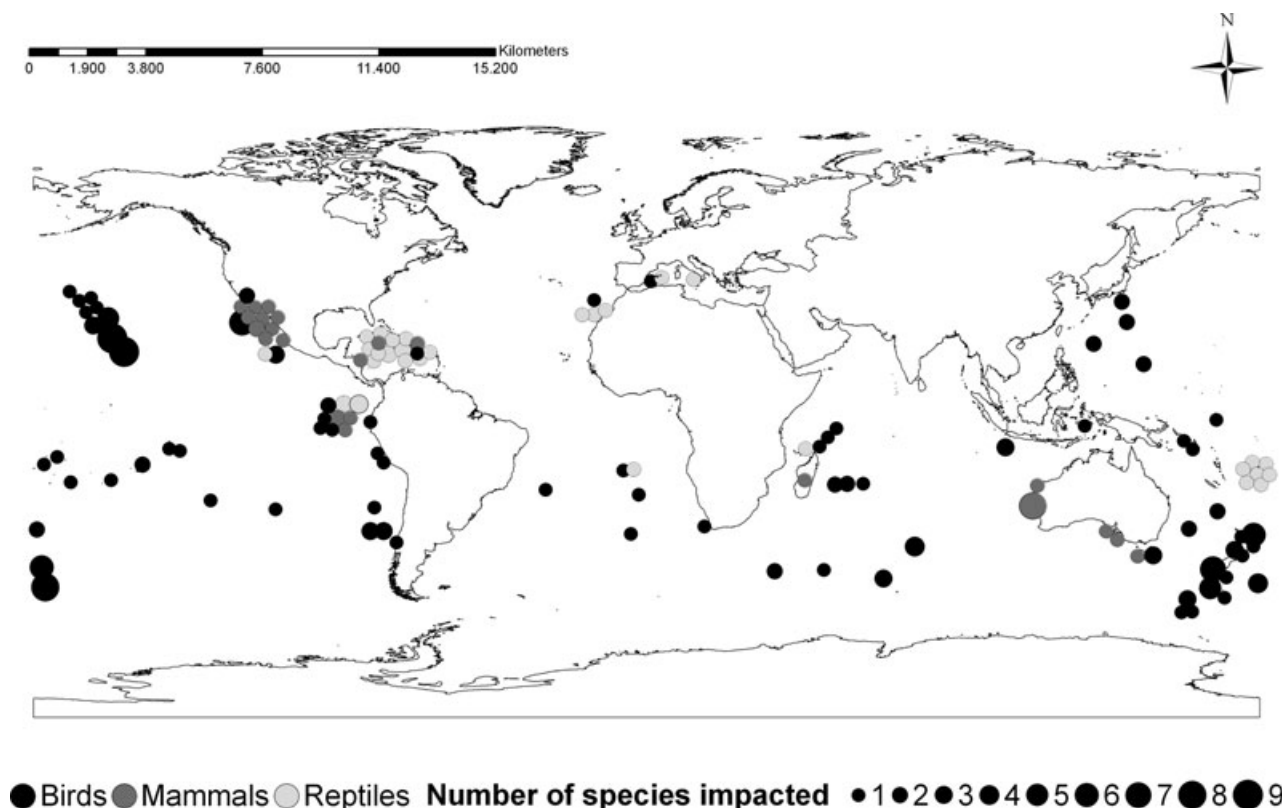 N
Kilometers
0 1.900 3.800 7.600 11.400 15.200
Birds Mammals Reptiles Number of species impacted 1 2 3 4 5 6 7 8 9